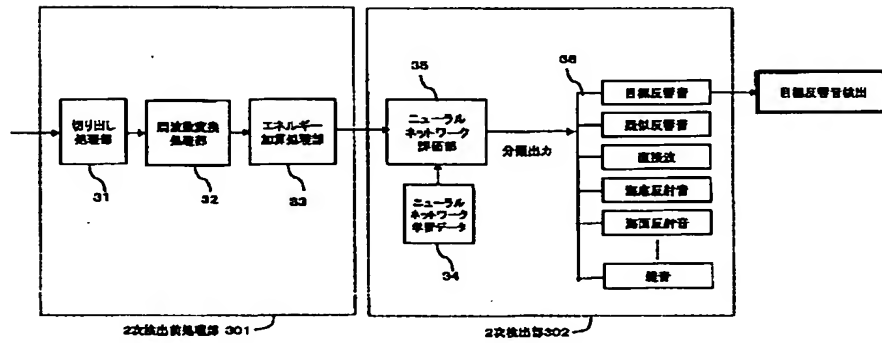 切り出し
処理部
31
周波数変換
処理部
32
エネルギー
加算処理部
33
2次検出前処理部 301
35
ニューラル
ネットワーク
評価部
ニューラル
ネットワーク
学習データ
34
分類出力
36
目標反響音
疑似反響音
直接波
海底反射音
海面反射音
雑音
2次検出部302
目標反響音検出